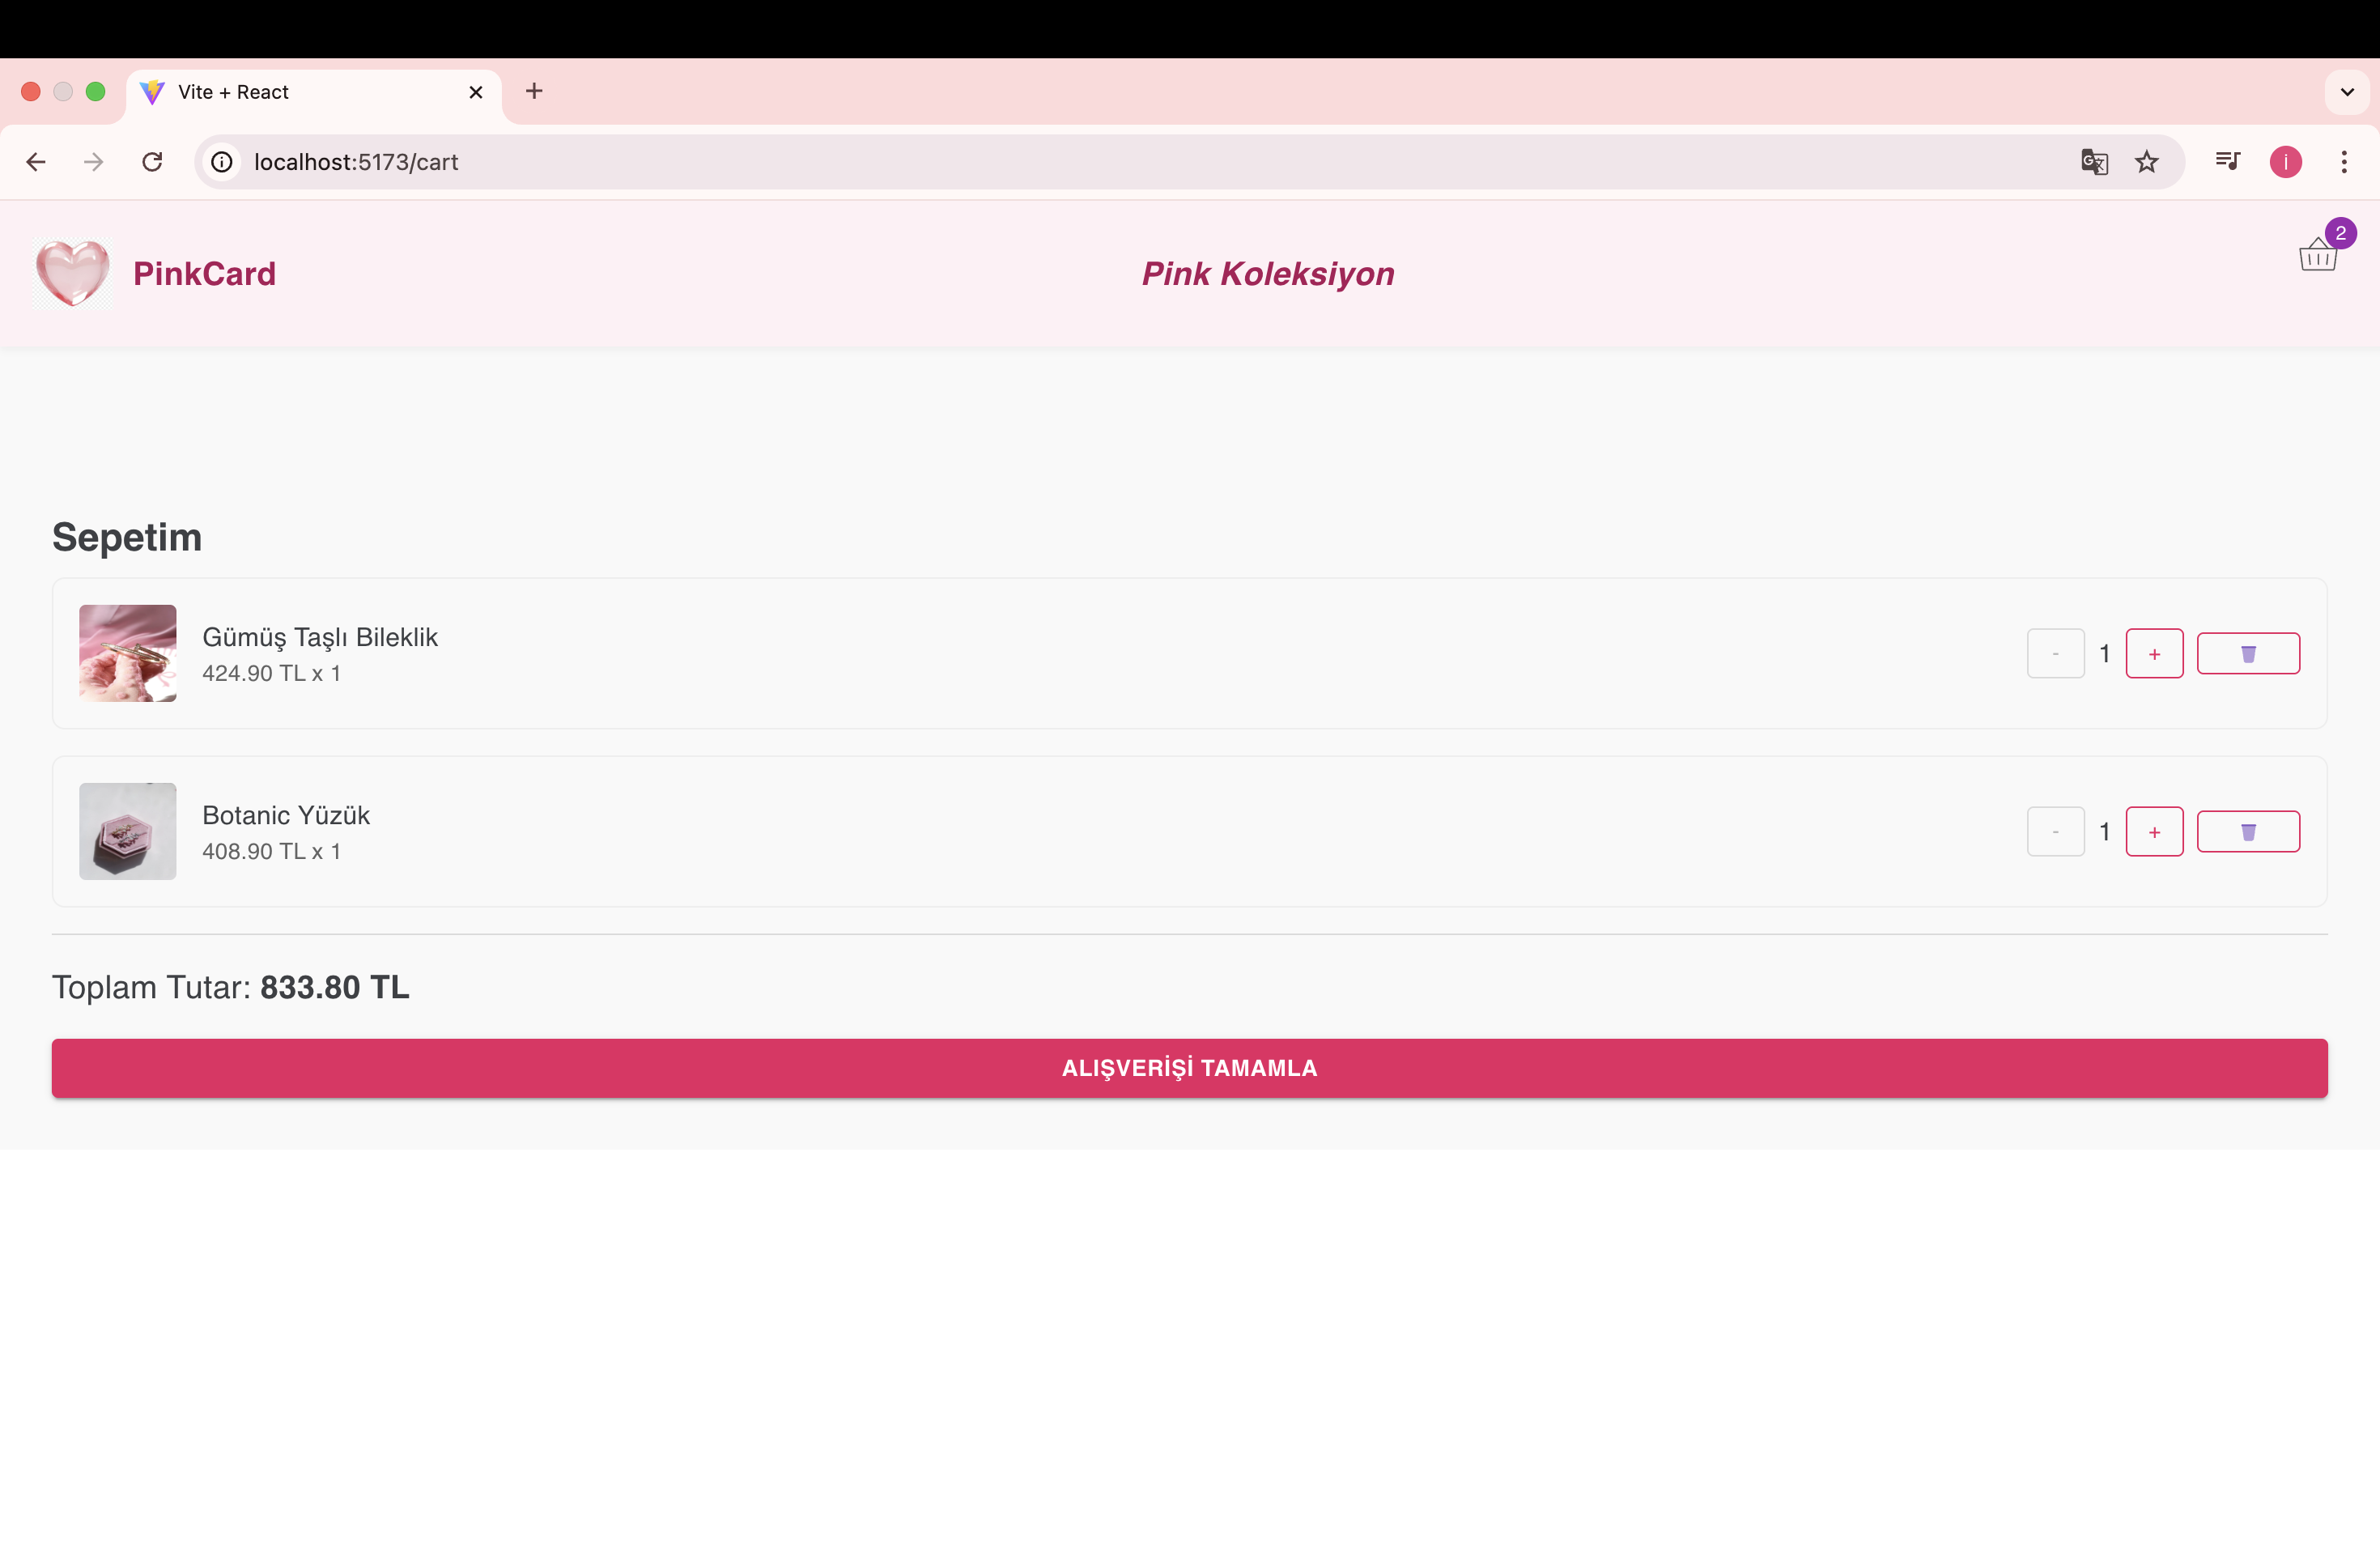 Vite + React
localhost:5173/cart
i
PinkCard
Pink Koleksiyon
2
Sepetim
Gümüş Taşlı Bileklik
424.90 TL x 1
- 1 +
Botanic Yüzük
408.90 TL x 1
- 1 +
Toplam Tutar: 833.80 TL
ALIŞVERİŞİ TAMAMLA